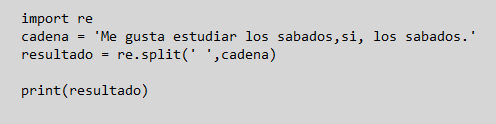 import re
cadena = 'Me gusta estudiar los sabados,si, los sabados.'
resultado = re.split(' ',cadena)
print(resultado)